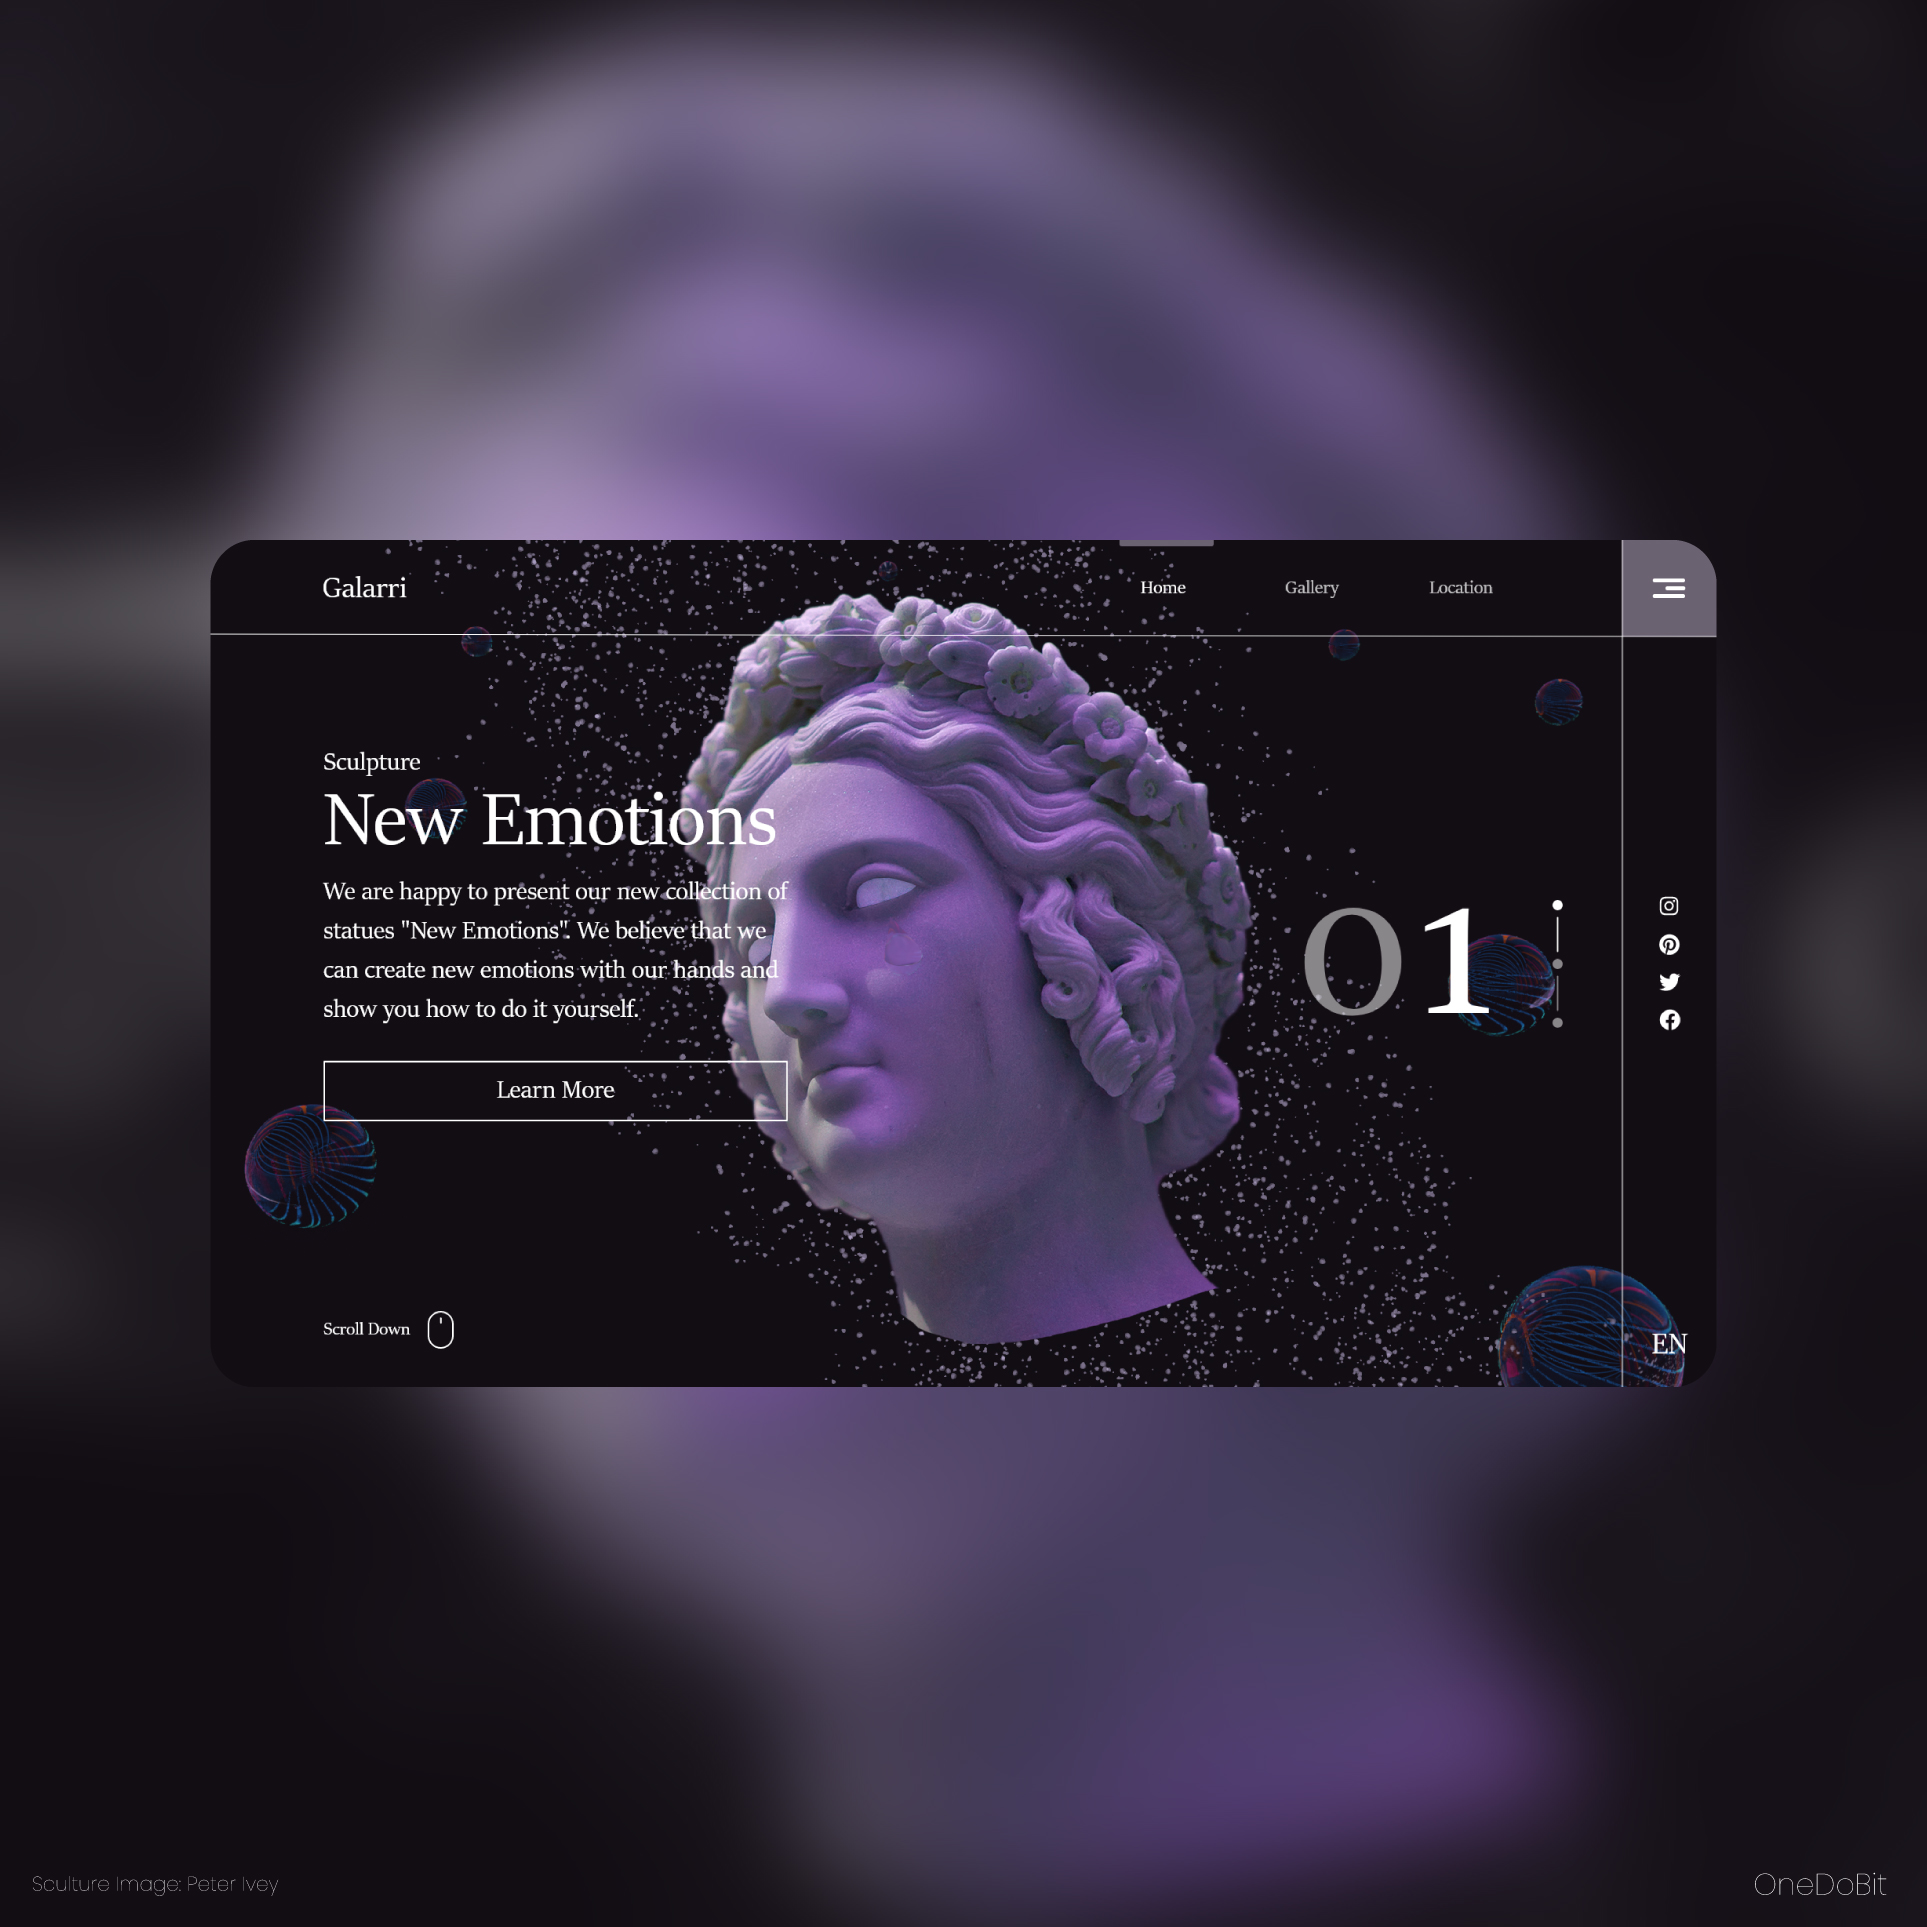 Galarri
Home
Gallery
Location
Sculpture
New Emotions
We are happy to present our new collection of
statues "New Emotions". We believe that we
can create new emotions with our hands and
show you how to do it yourself.
Learn More
01
Scroll Down
EN
Sculture Image: Peter Ivey
OneDoBit